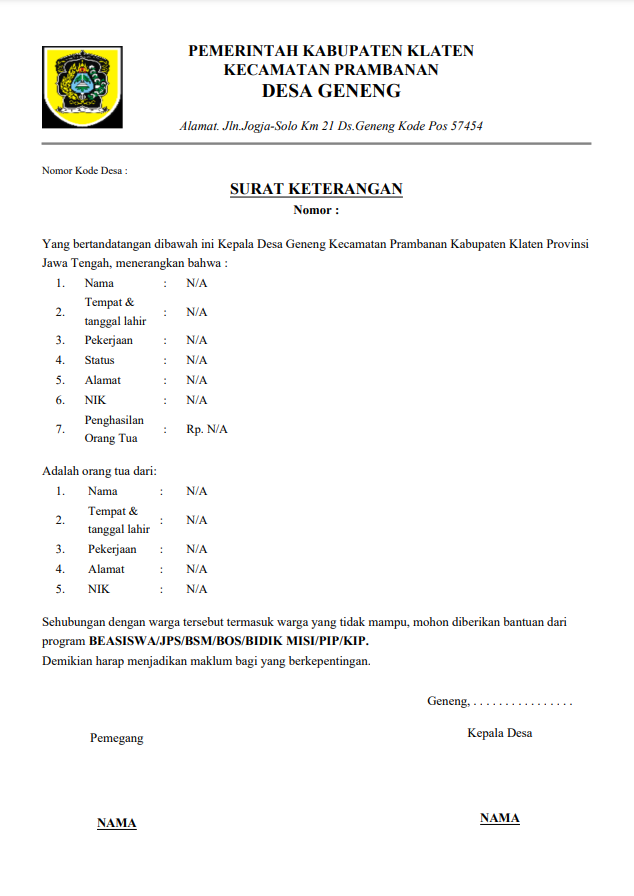 PEMERINTAH KABUPATEN KLATEN
KECAMATAN PRAMBANAN
DESA GENENG
Alamat. Jln.Jogja-Solo Km 21 Ds.Geneng Kode Pos 57454
Nomor Kode Desa :
SURAT KETERANGAN
Nomor :
Yang bertandatangan dibawah ini Kepala Desa Geneng Kecamatan Prambanan Kabupaten Klaten Provinsi
Jawa Tengah, menerangkan bahwa :
1. Nama : N/A
2. Tempat &
tanggal lahir : N/A
3. Pekerjaan : N/A
4. Status : N/A
5. Alamat : N/A
6. NIK : N/A
7. Penghasilan
Orang Tua : Rp. N/A
Adalah orang tua dari:
1. Nama : N/A
2. Tempat &
tanggal lahir : N/A
3. Pekerjaan : N/A
4. Alamat : N/A
5. NIK : N/A
Sehubungan dengan warga tersebut termasuk warga yang tidak mampu, mohon diberikan bantuan dari
program BEASISWA/JPS/BSM/BOS/BIDIK MISI/PIP/KIP.
Demikian harap menjadikan maklum bagi yang berkepentingan.
Geneng, . . . . . . . . . . . . . . . .
Pemegang
Kepala Desa
NAMA
NAMA